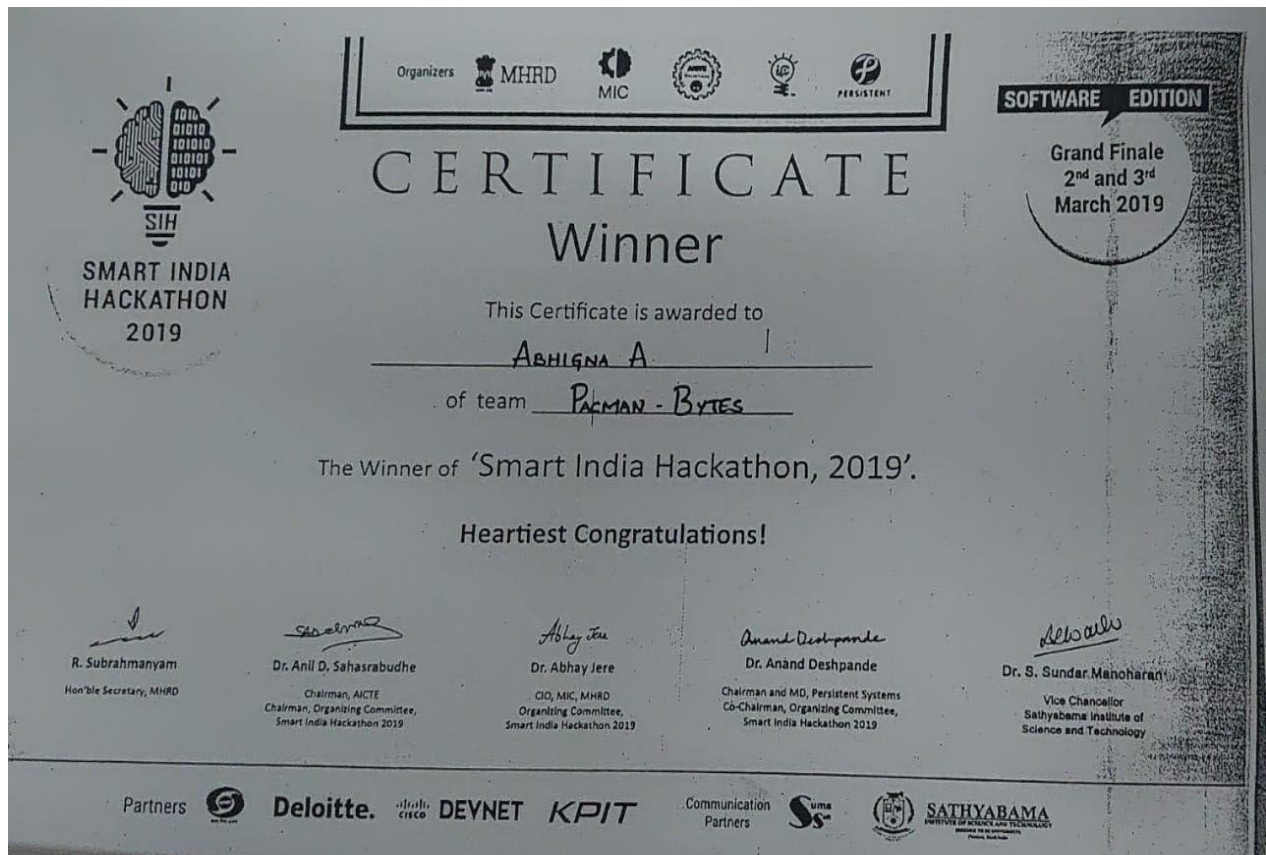 Organizers MHRD MIC PERSISTENT
SOFTWARE EDITION
Grand Finale
2nd and 3rd
March 2019
SIH
SMART INDIA
HACKATHON
2019
CERTIFICATE
Winner
This Certificate is awarded to
ABHIGNA A
of team PACMAN - BYTES
The Winner of 'Smart India Hackathon, 2019'.
Heartiest Congratulations!
Abhay Jere
Anand Deshpande
R. Subrahmanyam
Hon'ble Secretary, MHRD
Dr. Anil D. Sahasrabudhe
Chairman, AICTE
Chairman, Organizing Committee,
Smart India Hackathon 2019
Dr. Abhay Jere
CIO, MIC, MHRD
Organizing Committee,
Smart India Hackathon 2019
Dr. Anand Deshpande
Chairman and MD, Persistent Systems
Co-Chairman, Organizing Committee,
Smart India Hackathon 2019
Dr. S. Sundar Manoharan
Vice Chancellor
Sathyabama Institute of
Science and Technology
Partners Deloitte. cisco DEVNET KPIT
Communication
Partners
SATHYABAMA
INSTITUTE OF SCIENCE AND TECHNOLOGY